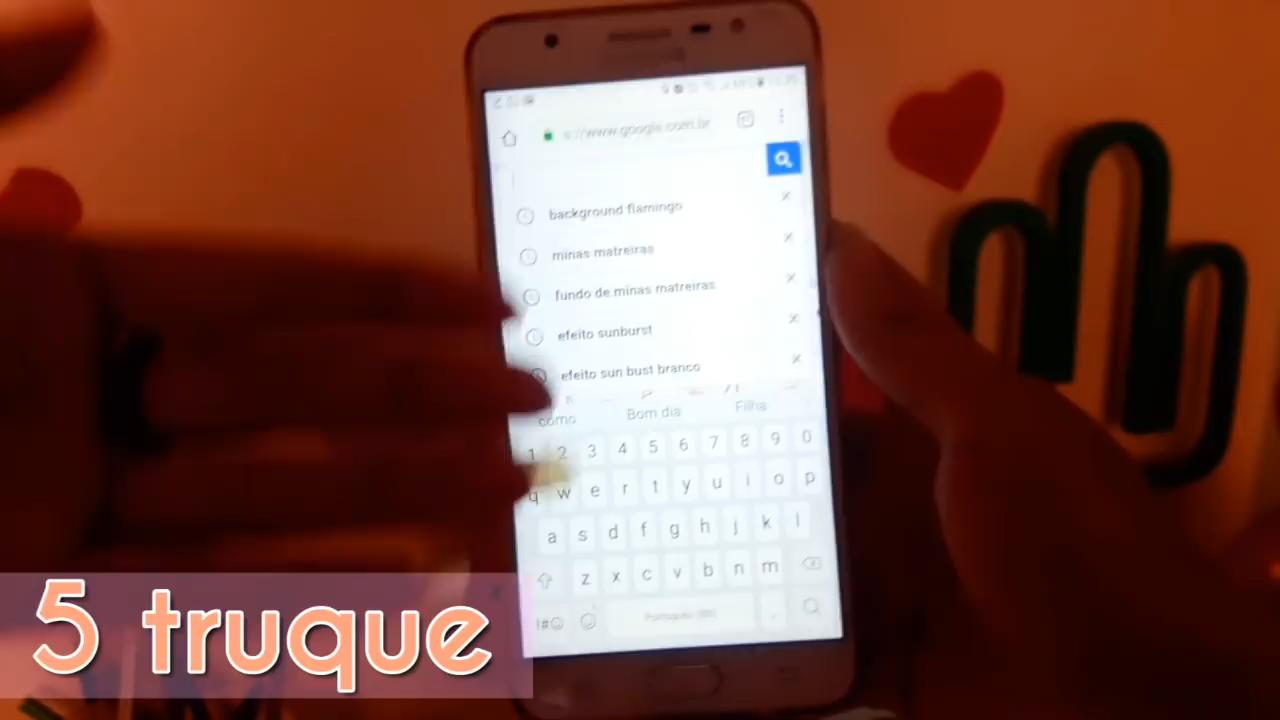 s://www.google.com.br
background flamingo
minas matreiras
fundo de minas matreiras
efeito sunburst
efeito sun bust branco
como Bom dia Filha
1 2 3 4 5 6 7 8 9 0
q w e r t y u i o p
a s d f g h j k l
z x c v b n m
!#☺ .
5 truque